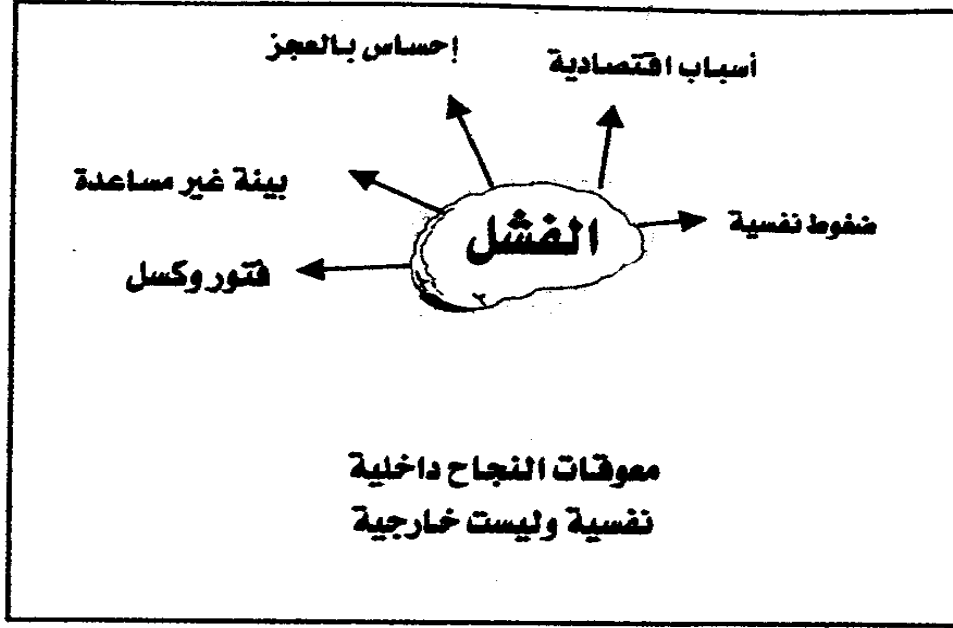 إحساس بالعجز
أسباب اقتصادية
بيئة غير مساعدة
ضغوط نفسية
الفشل
فتور وكسل
معوقات النجاح داخلية
نفسية وليست خارجية